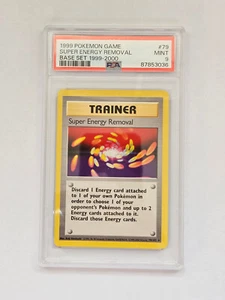 1999 POKEMON GAME #79
SUPER ENERGY REMOVAL MINT
BASE SET 1999-2000 9
PSA 87853036
TRAINER
Super Energy Removal
Discard 1 Energy card attached
to 1 of your own Pokémon in
order to choose 1 of your
opponent's Pokémon and up to 2
Energy cards attached to it.
Discard those Energy cards.